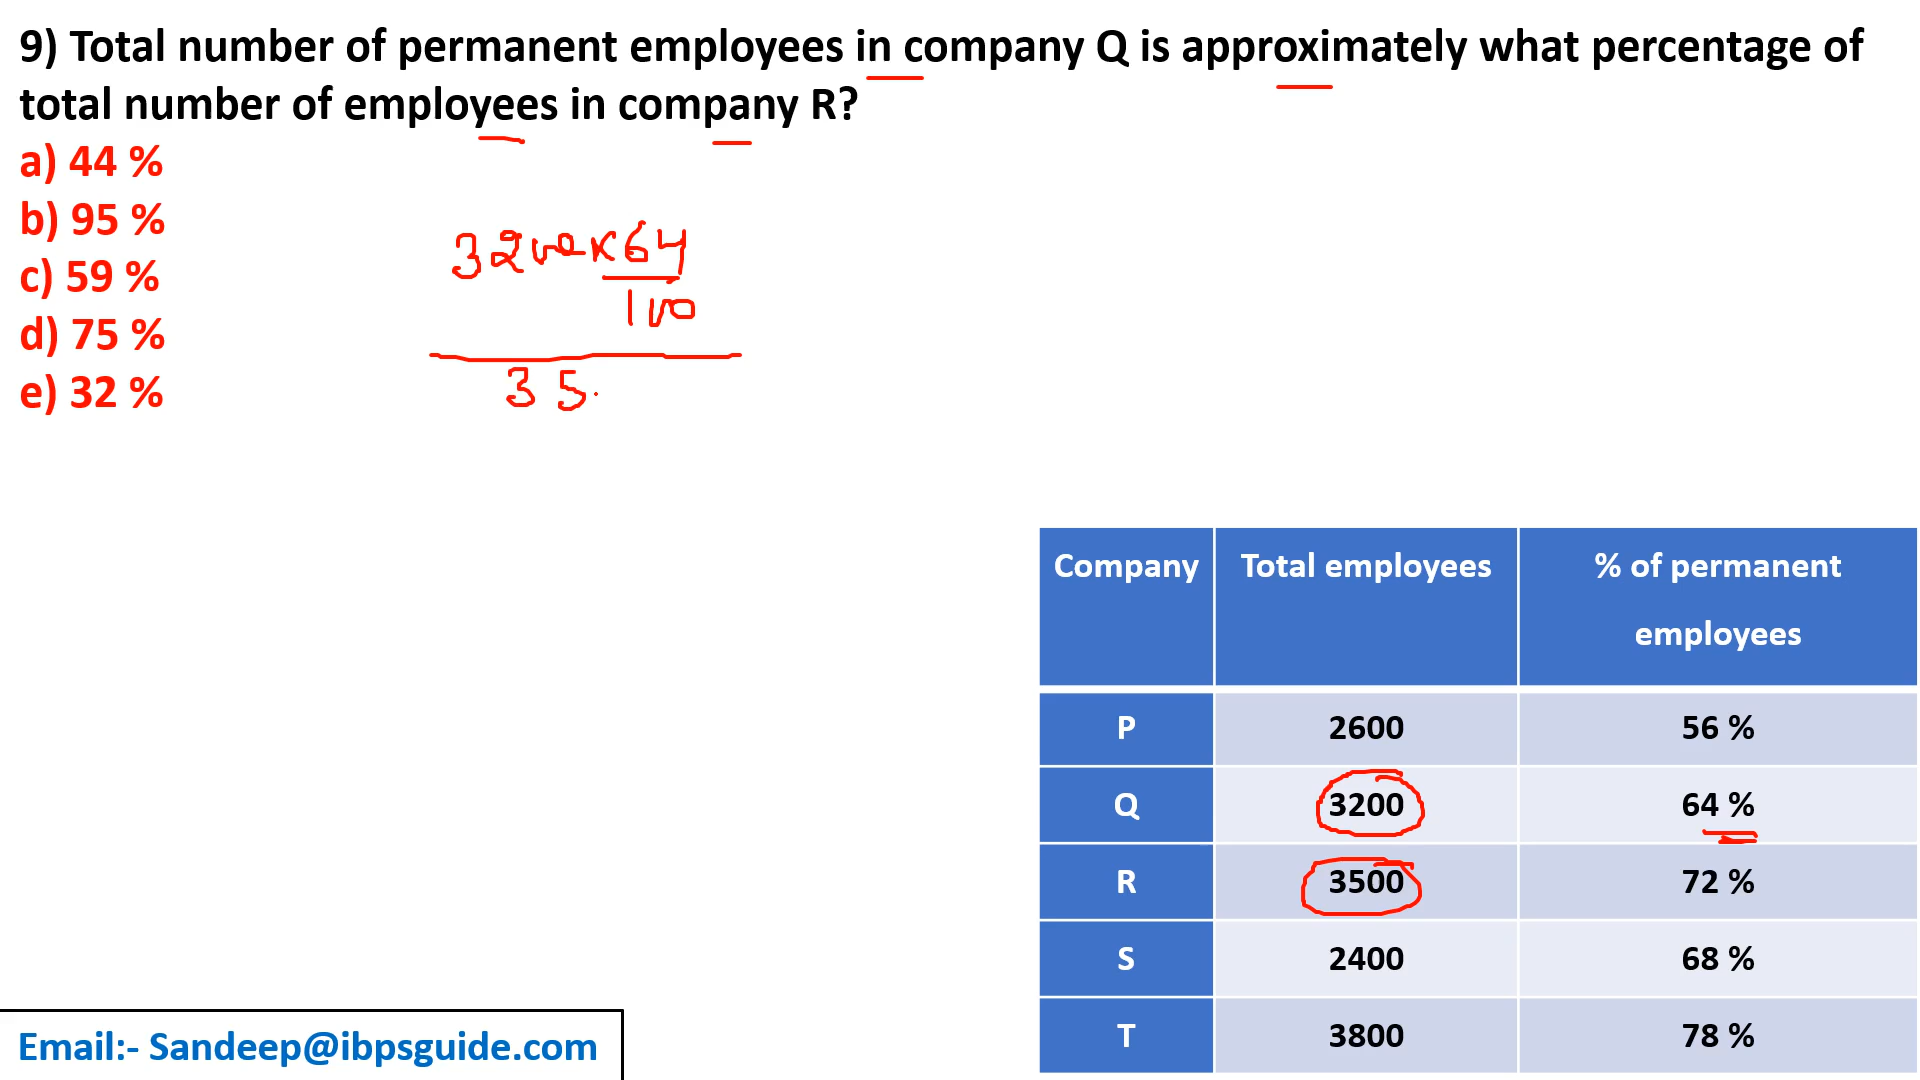 9) Total number of permanent employees in company Q is approximately what percentage of
total number of employees in company R?
a) 44 %
b) 95 %
c) 59 %
d) 75 %
e) 32 %
3200 x 64
100
35.
Company Total employees % of permanent
employees
P 2600 56 %
Q 3200 64 %
R 3500 72 %
S 2400 68 %
T 3800 78 %
Email:- Sandeep@ibpsguide.com